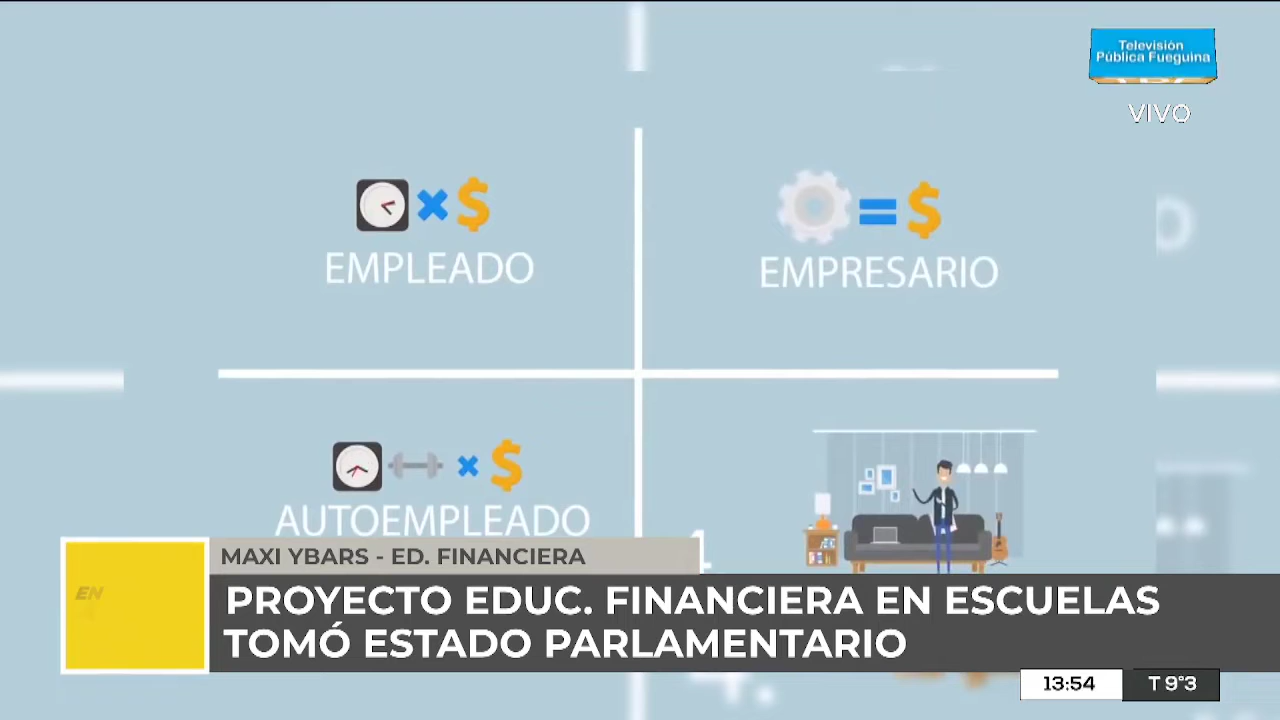 Televisión
Pública Fueguina
VIVO
EMPLEADO
EMPRESARIO
AUTOEMPLEADO
MAXI YBARS - ED. FINANCIERA
EN
PROYECTO EDUC. FINANCIERA EN ESCUELAS
TOMÓ ESTADO PARLAMENTARIO
13:54
T 9°3